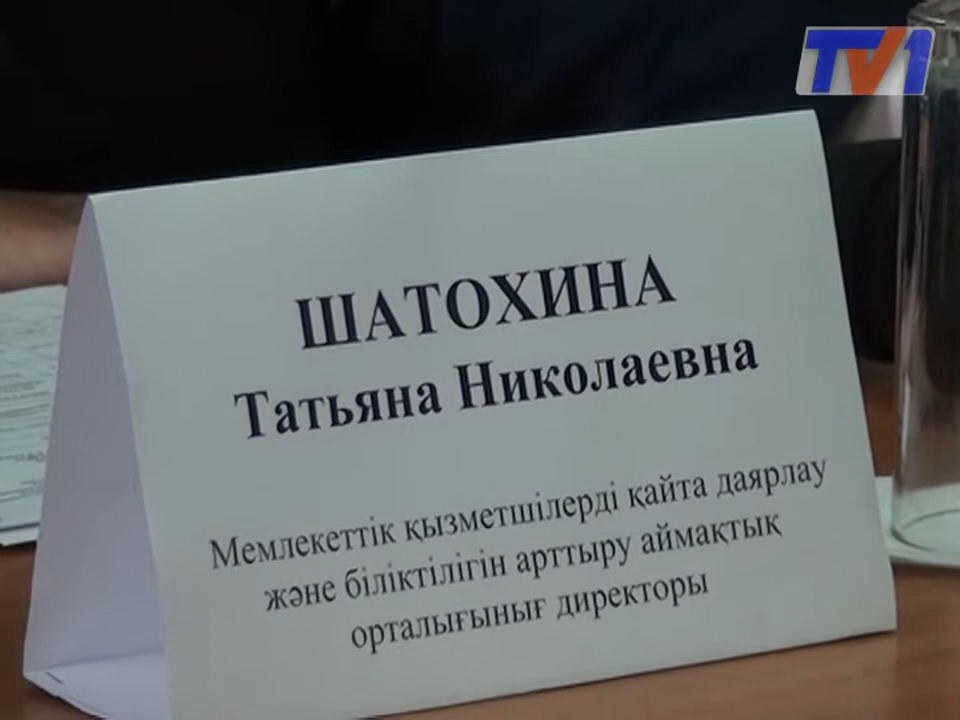 TV1
ШАТОХИНА
Татьяна Николаевна
Мемлекеттік қызметшілерді қайта даярлау
және біліктілігін арттыру аймақтық
орталығынығ директоры